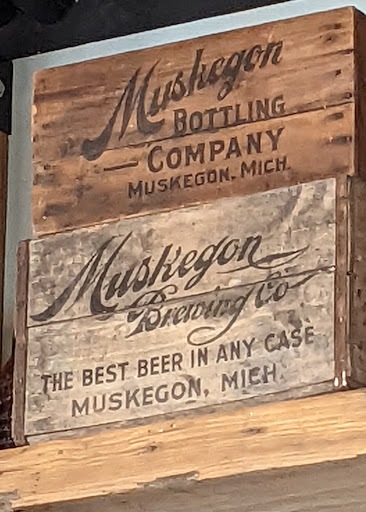 Muskegon
BOTTLING
— COMPANY
MUSKEGON. MICH.
Muskegon
Brewing Co
THE BEST BEER IN ANY CASE
MUSKEGON, MICH.